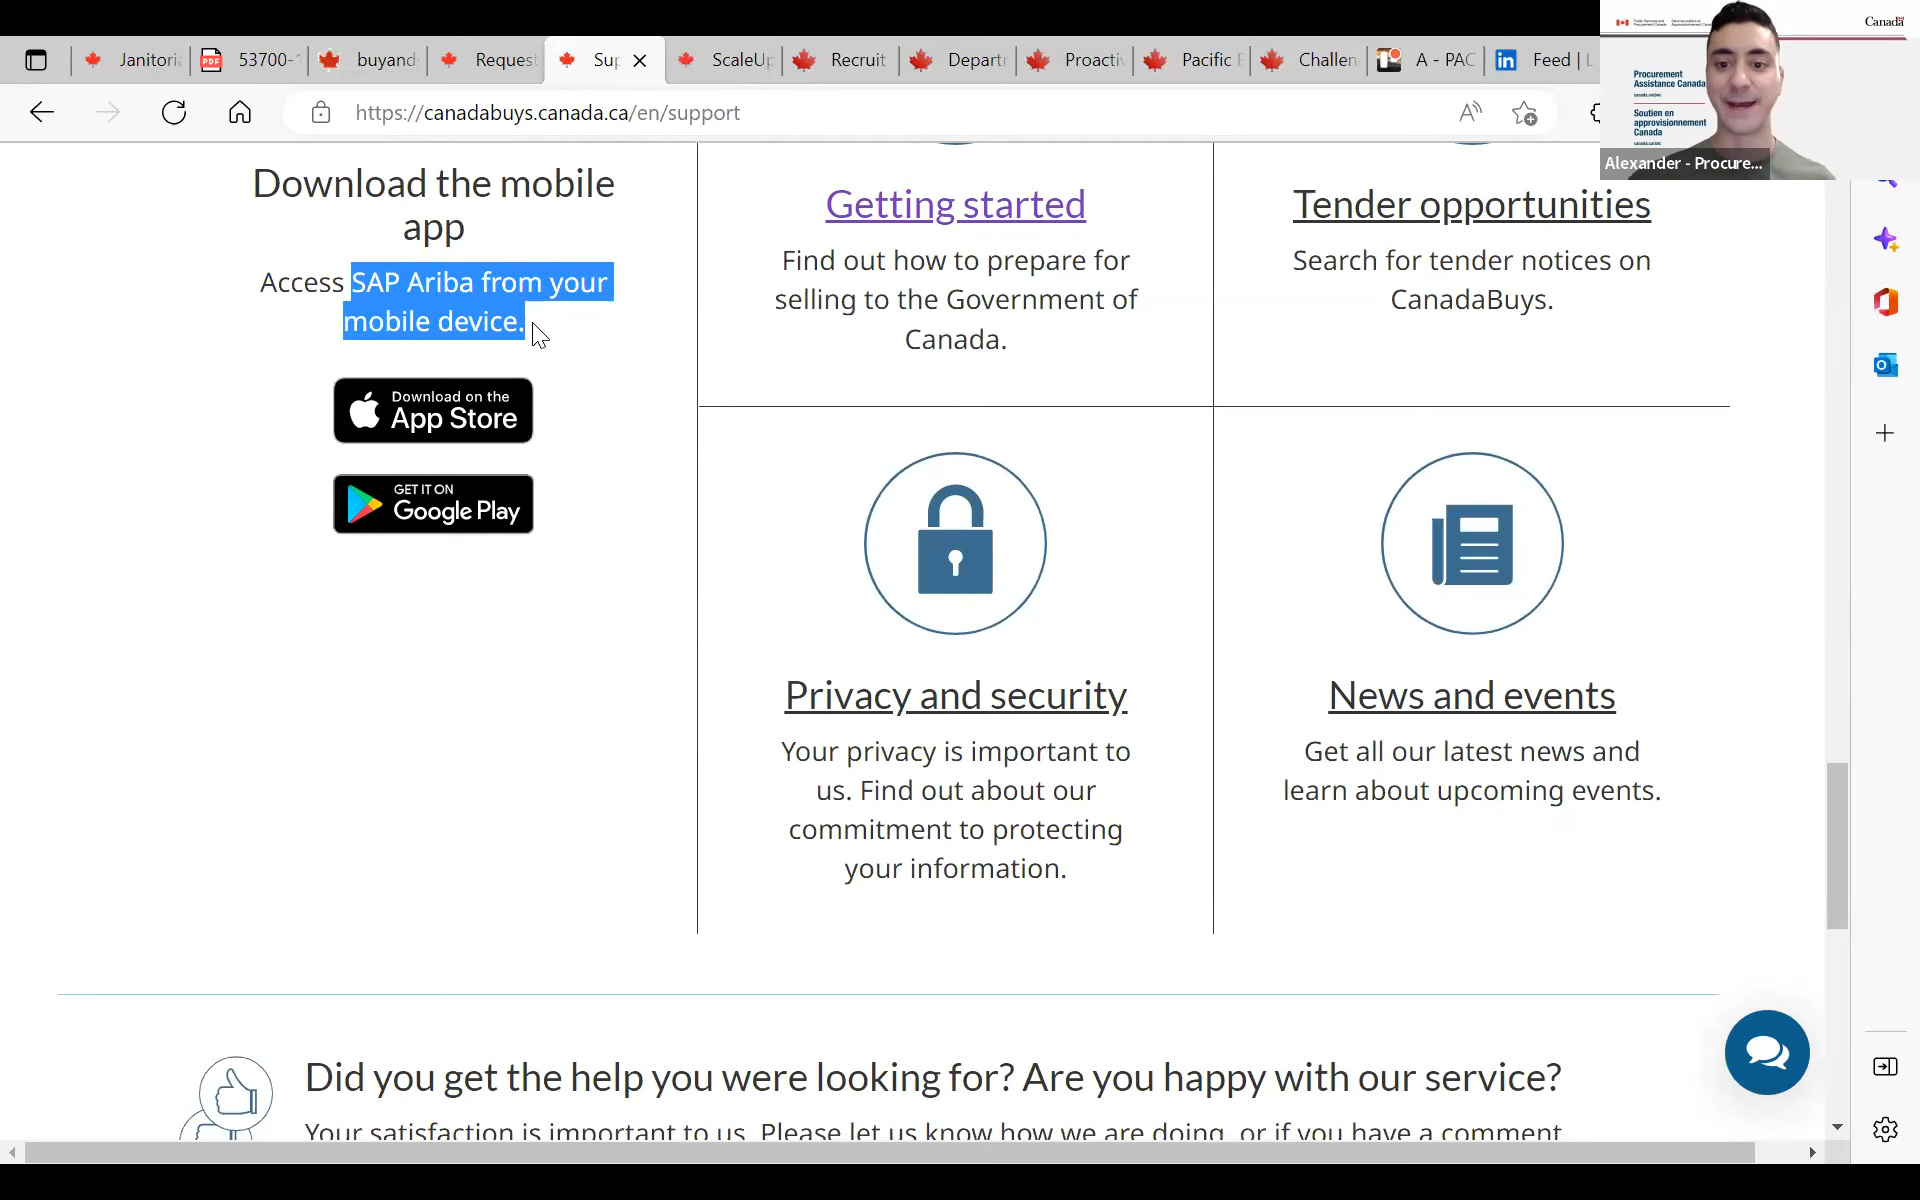 Janitori
53700-1
buyand
Request
Sup
ScaleUp
Recruit
Departm
Proactiv
Pacific
Challen
A - PAC
Feed | L
https://canadabuys.canada.ca/en/support
Canada
Procurement
Assistance Canada
canada.ca/pac
Soutien en
approvisionnement
Canada
Alexander - Procure...
Download the mobile
app
Access SAP Ariba from your
mobile device.
Download on the
App Store
GET IT ON
Google Play
Getting started
Find out how to prepare for
selling to the Government of
Canada.
Tender opportunities
Search for tender notices on
CanadaBuys.
Privacy and security
Your privacy is important to
us. Find out about our
commitment to protecting
your information.
News and events
Get all our latest news and
learn about upcoming events.
Did you get the help you were looking for? Are you happy with our service?
Your satisfaction is important to us. Please let us know how we are doing, or if you have a comment